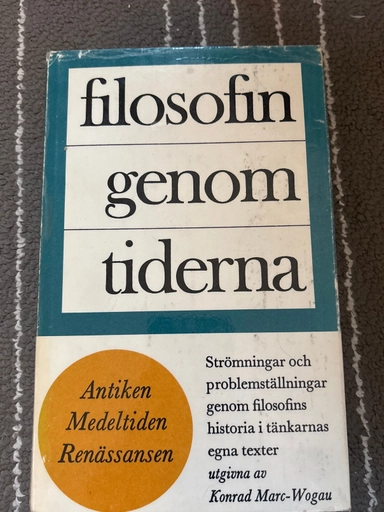 filosofin
genom
tiderna
Antiken
Medeltiden
Renässansen
Strömningar och
problemställningar
genom filosofins
historia i tänkarnas
egna texter
utgivna av
Konrad Marc-Wogau